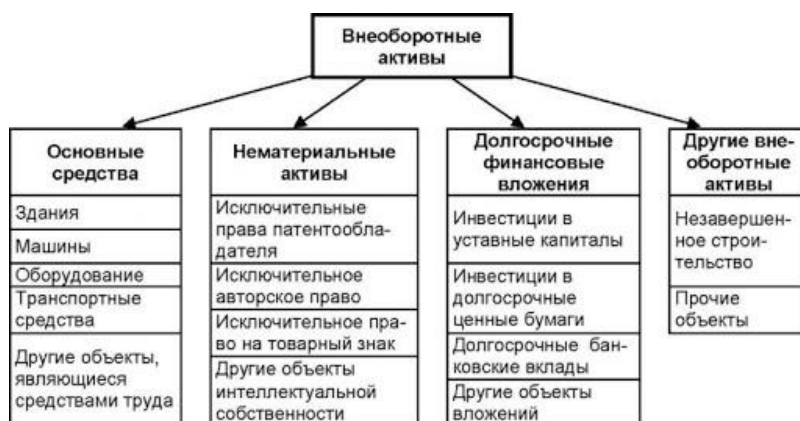 Внеоборотные
активы
Основные
средства
Здания
Машины
Оборудование
Транспортные
средства
Другие объекты,
являющиеся
средствами труда
Нематериальные
активы
Исключительные
права патентообла-
дателя
Исключительное
авторское право
Исключительное пра-
во на товарный знак
Другие объекты
интеллектуальной
собственности
Долгосрочные
финансовые
вложения
Инвестиции в
уставные капиталы
Инвестиции в
долгосрочные
ценные бумаги
Долгосрочные бан-
ковские вклады
Другие объекты
вложений
Другие вне-
оборотные
активы
Незавершен-
ное строи-
тельство
Прочие
объекты